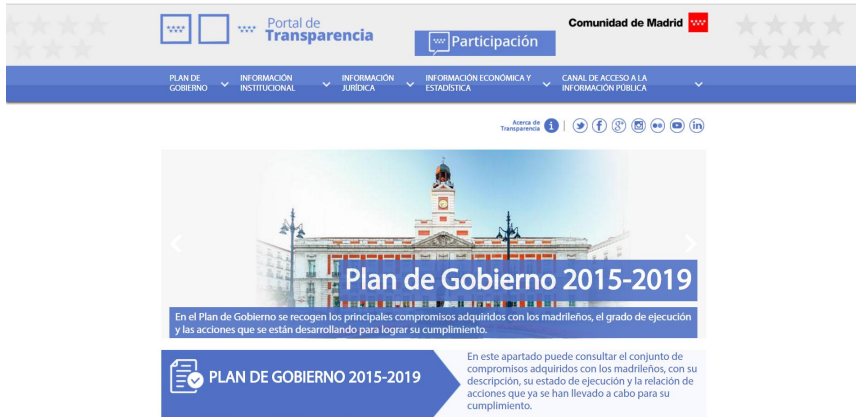 Portal de
Transparencia
Participación
Comunidad de Madrid
PLAN DE
GOBIERNO
INFORMACIÓN
INSTITUCIONAL
INFORMACIÓN
JURÍDICA
INFORMACIÓN ECONÓMICA Y
ESTADÍSTICA
CANAL DE ACCESO A LA
INFORMACIÓN PÚBLICA
Acerca de
Transparencia
Plan de Gobierno 2015-2019
En el Plan de Gobierno se recogen los principales compromisos adquiridos con los madrileños, el grado de ejecución
y las acciones que se están desarrollando para lograr su cumplimiento.
PLAN DE GOBIERNO 2015-2019
En este apartado puede consultar el conjunto de
compromisos adquiridos con los madrileños, con su
descripción, su estado de ejecución y la relación de
acciones que ya se han llevado a cabo para su
cumplimiento.